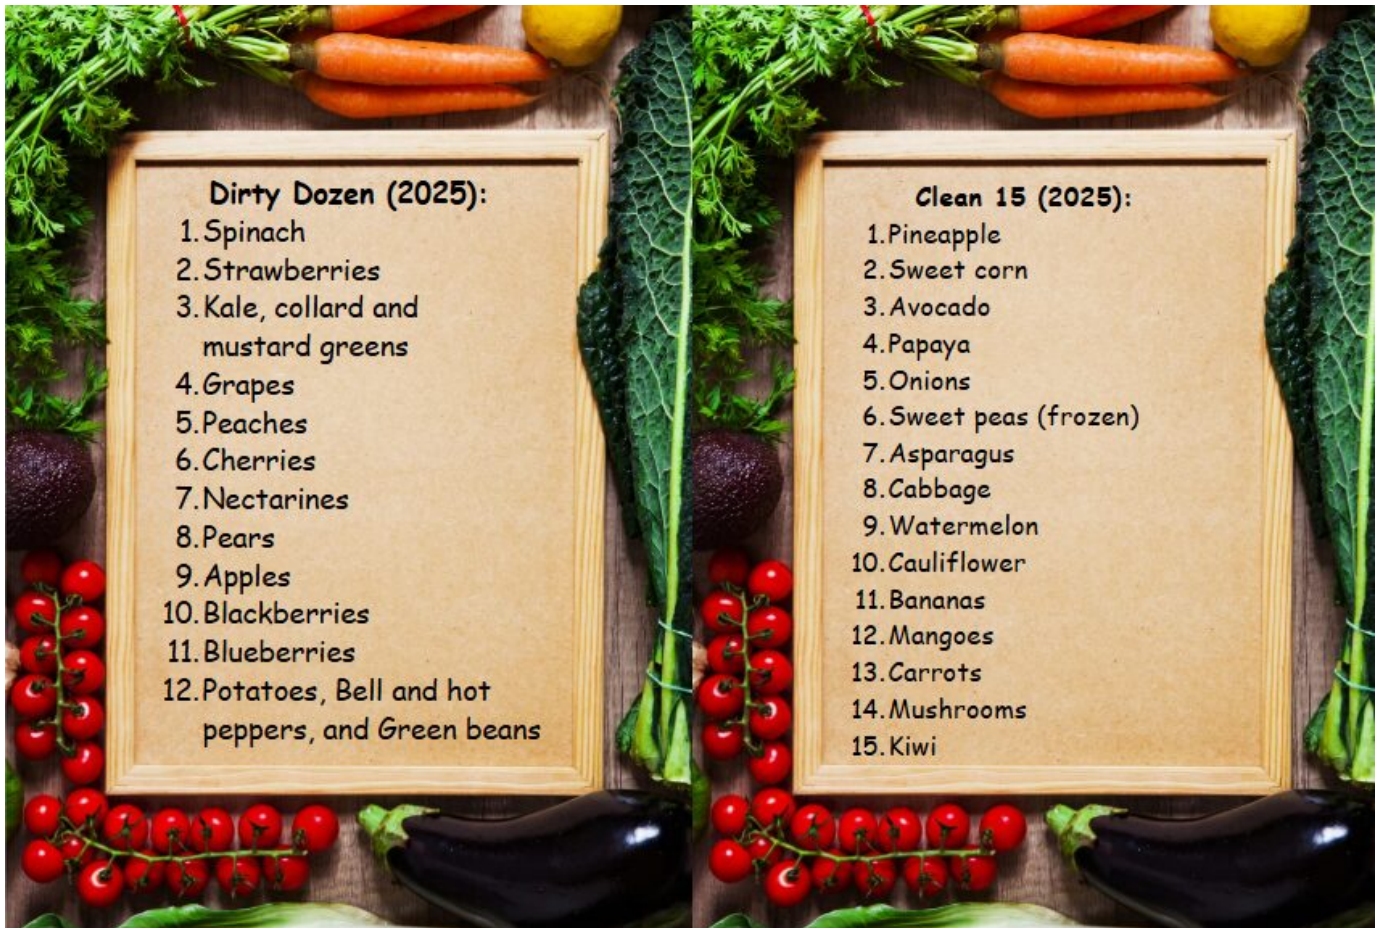 Dirty Dozen (2025):
1. Spinach
2. Strawberries
3. Kale, collard and
mustard greens
4. Grapes
5. Peaches
6. Cherries
7. Nectarines
8. Pears
9. Apples
10. Blackberries
11. Blueberries
12. Potatoes, Bell and hot
peppers, and Green beans
Clean 15 (2025):
1. Pineapple
2. Sweet corn
3. Avocado
4. Papaya
5. Onions
6. Sweet peas (frozen)
7. Asparagus
8. Cabbage
9. Watermelon
10. Cauliflower
11. Bananas
12. Mangoes
13. Carrots
14. Mushrooms
15. Kiwi